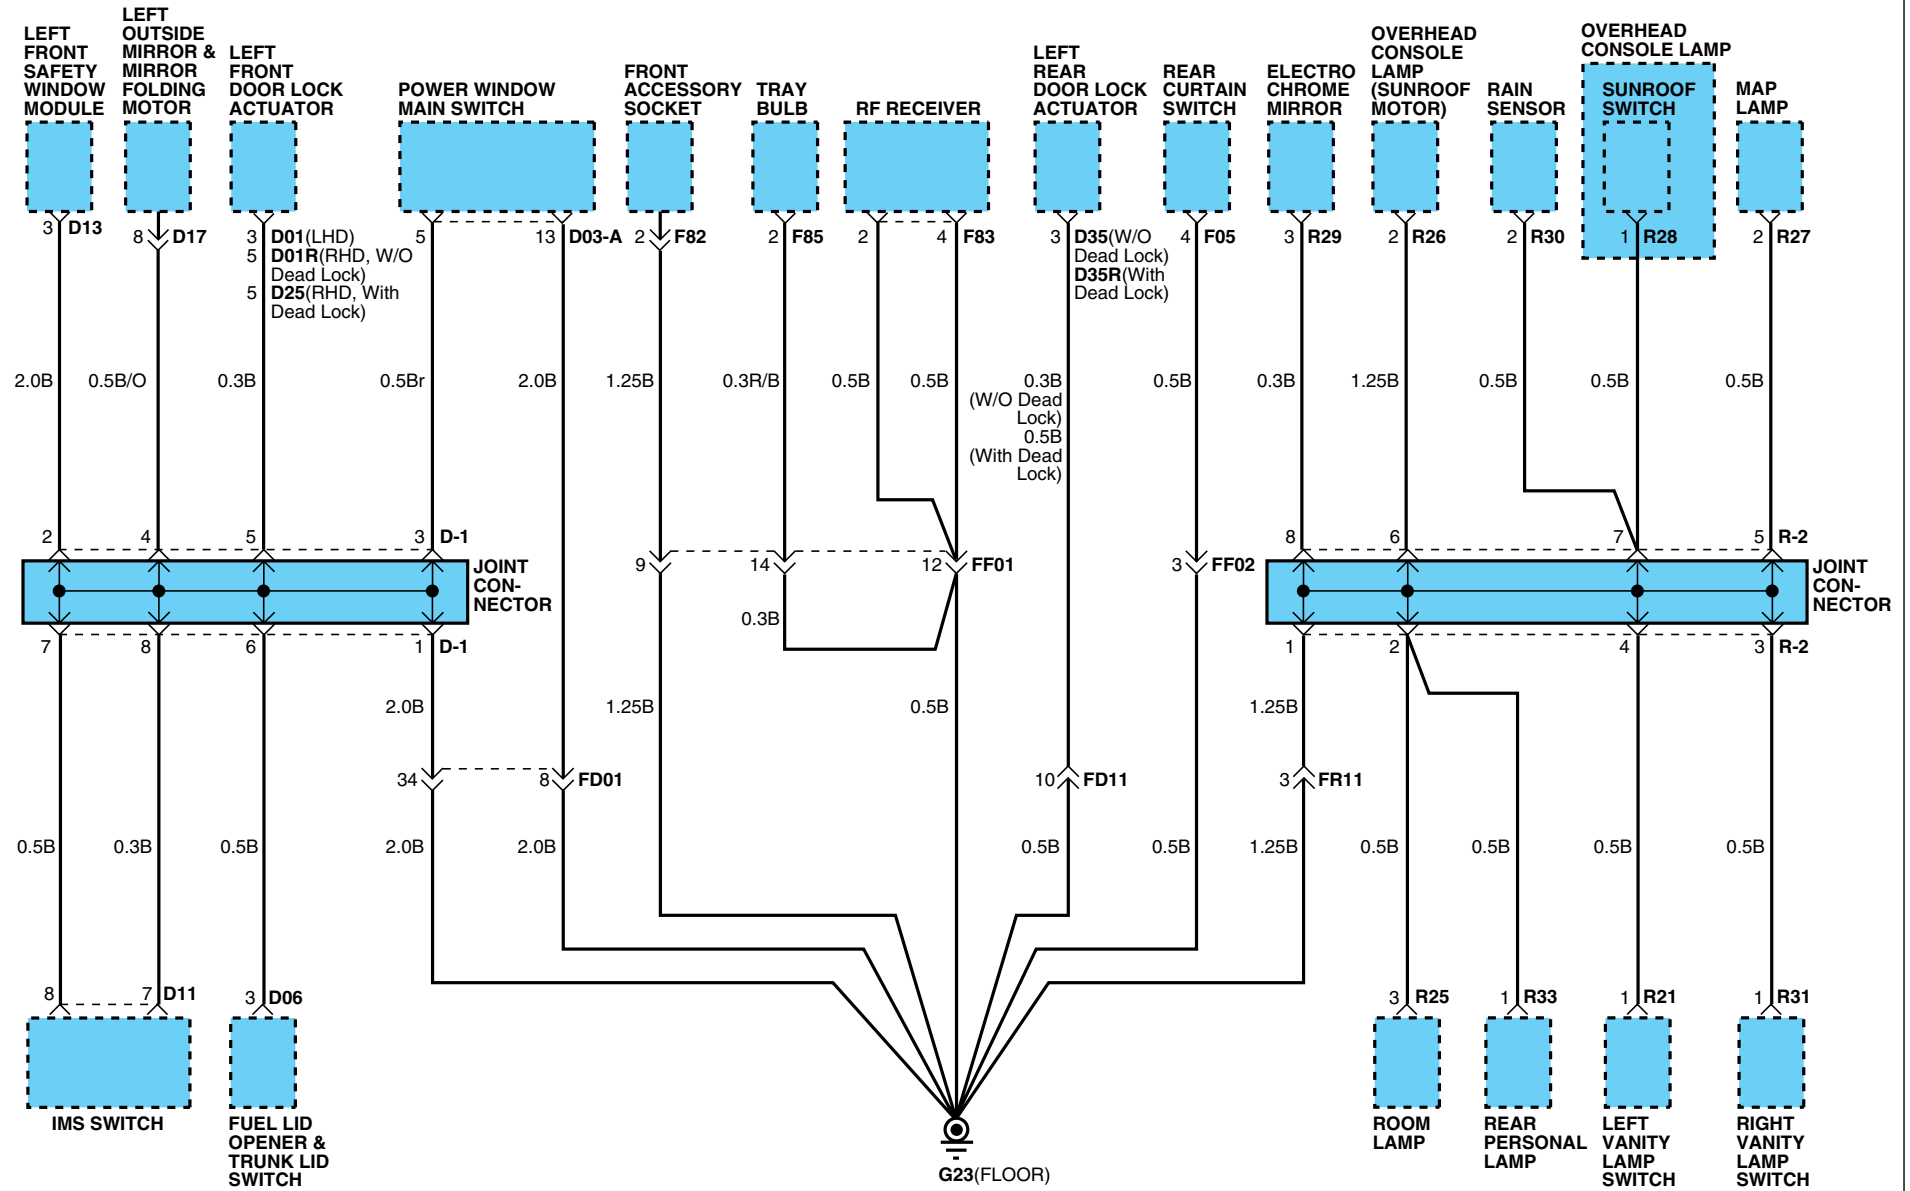 LEFT
FRONT
SAFETY
WINDOW
MODULE
LEFT
OUTSIDE
MIRROR &
MIRROR
FOLDING
MOTOR
LEFT
FRONT
DOOR LOCK
ACTUATOR
POWER WINDOW
MAIN SWITCH
FRONT
ACCESSORY
SOCKET
TRAY
BULB
RF RECEIVER
LEFT
REAR
DOOR LOCK
ACTUATOR
REAR
CURTAIN
SWITCH
ELECTRO
CHROME
MIRROR
OVERHEAD
CONSOLE
LAMP
(SUNROOF
MOTOR)
RAIN
SENSOR
OVERHEAD
CONSOLE LAMP
SUNROOF
SWITCH
MAP
LAMP
3 D13
8 D17
3 D01(LHD)
5 D01R(RHD, W/O
Dead Lock)
5 D25(RHD, With
Dead Lock)
5
13 D03-A
2 F82
2 F85
2
4 F83
3 D35(W/O
Dead Lock)
D35R(With
Dead Lock)
4 F05
3 R29
2 R26
2 R30
1 R28
2 R27
2.0B
0.5B/O
0.3B
0.5Br
2.0B
1.25B
0.3R/B
0.5B
0.5B
0.3B
(W/O Dead
Lock)
0.5B
(With Dead
Lock)
0.5B
0.3B
1.25B
0.5B
0.5B
0.5B
2
4
5
3 D-1
JOINT
CON-
NECTOR
9
14
12 FF01
3 FF02
8
6
7
5 R-2
JOINT
CON-
NECTOR
0.3B
7
8
6
1 D-1
1
2
4
3 R-2
2.0B
1.25B
0.5B
1.25B
34
8 FD01
10 FD11
3 FR11
0.5B
0.3B
0.5B
2.0B
2.0B
0.5B
0.5B
1.25B
0.5B
0.5B
0.5B
0.5B
8
7 D11
3 D06
3 R25
1 R33
1 R21
1 R31
IMS SWITCH
FUEL LID
OPENER &
TRUNK LID
SWITCH
G23(FLOOR)
ROOM
LAMP
REAR
PERSONAL
LAMP
LEFT
VANITY
LAMP
SWITCH
RIGHT
VANITY
LAMP
SWITCH